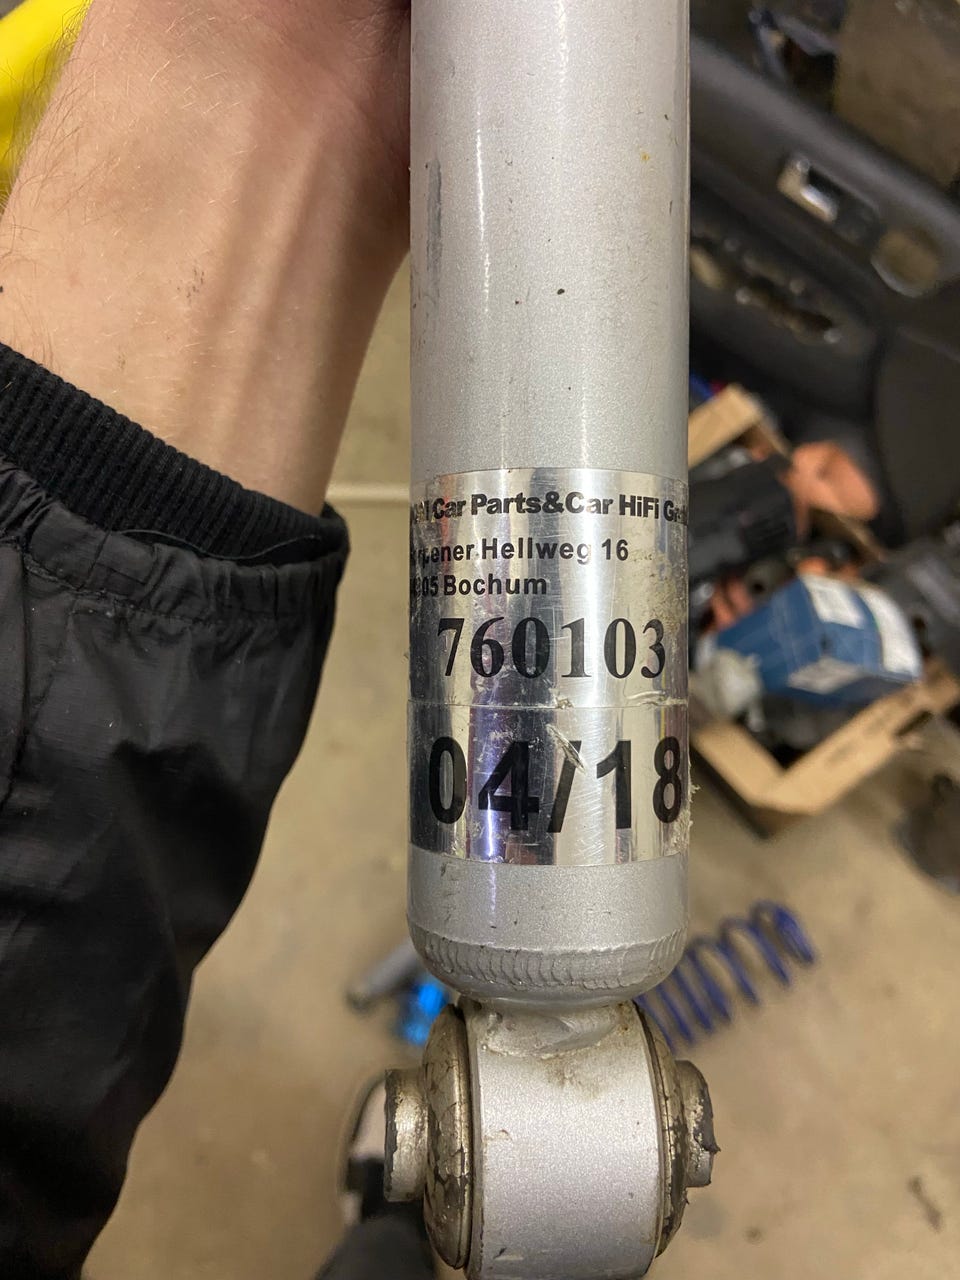 Car Parts&Car HiFi
Hellweg 16
Bochum
760103
04/18